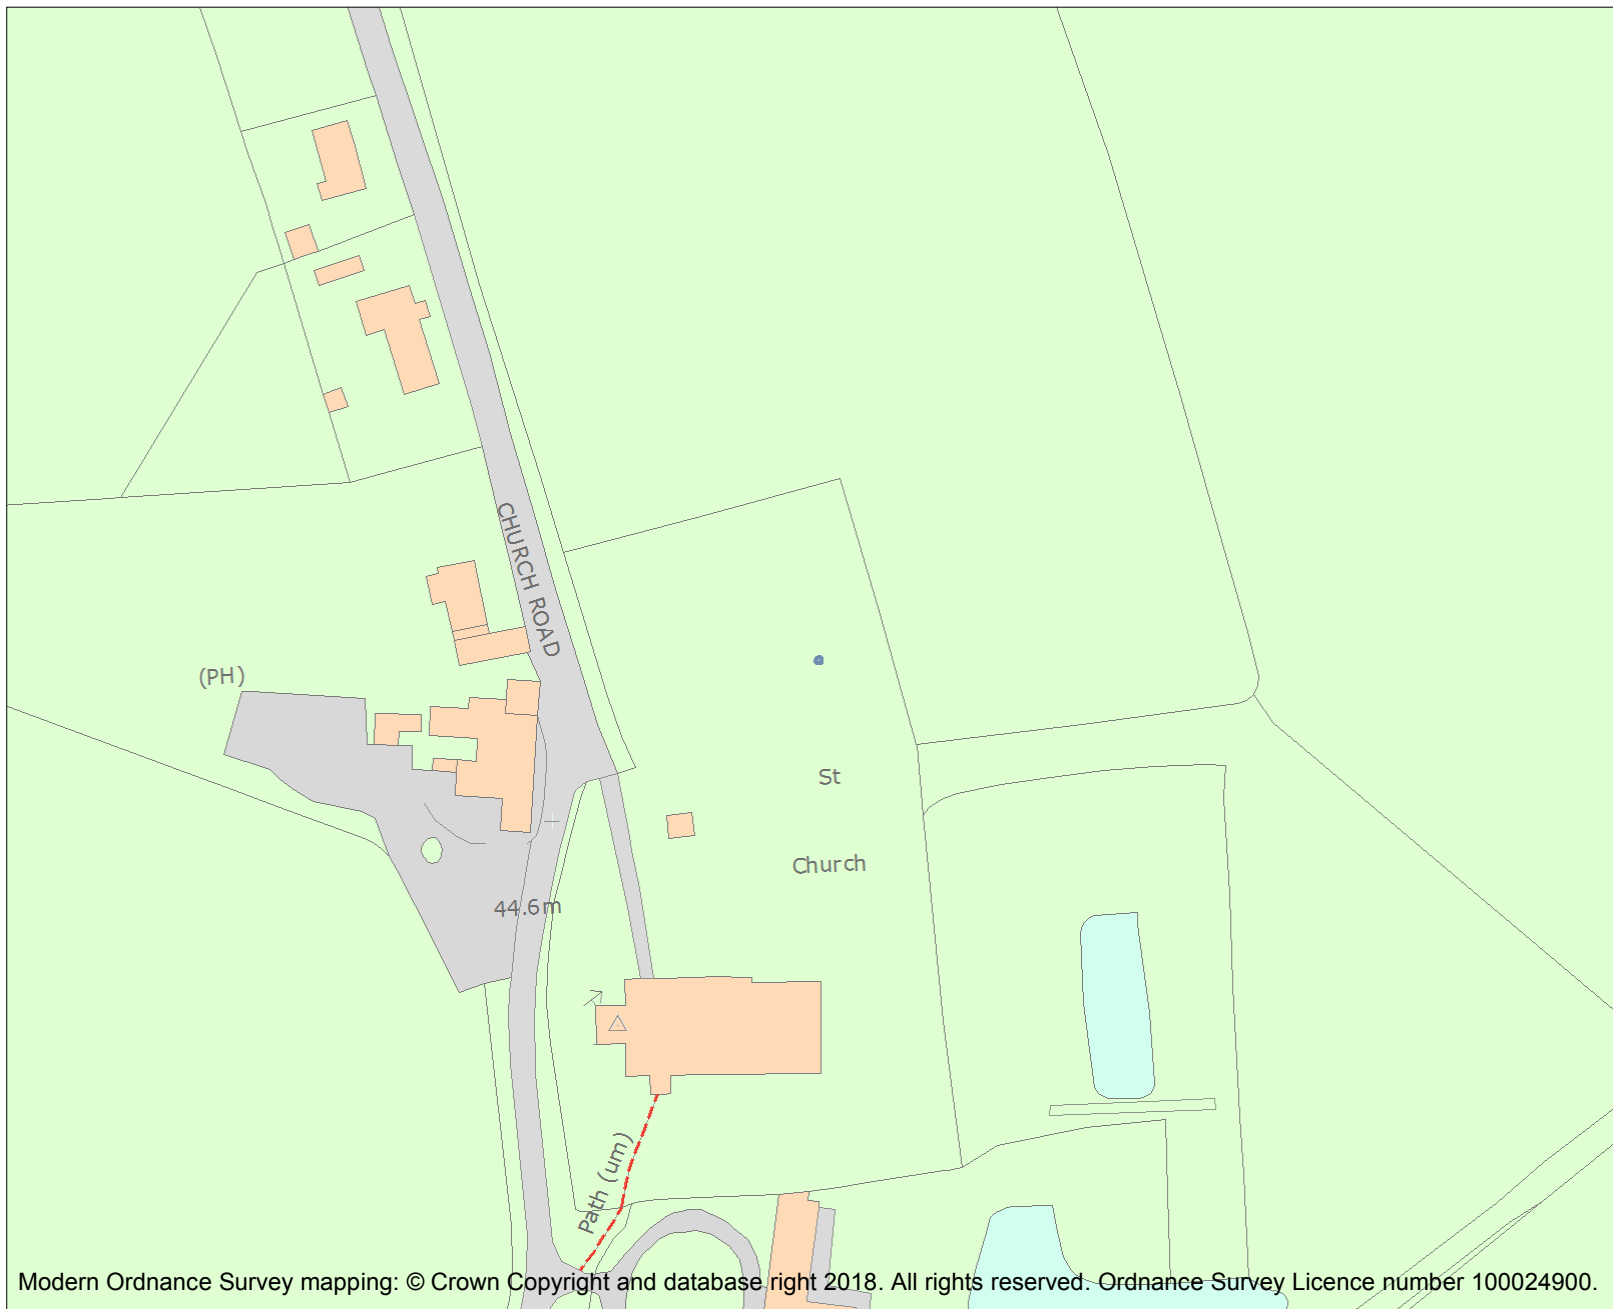 CHURCH ROAD
(PH)
St
Church
44.6m
Path (um)
Modern Ordnance Survey mapping: © Crown Copyright and database right 2018. All rights reserved. Ordnance Survey Licence number 100024900.